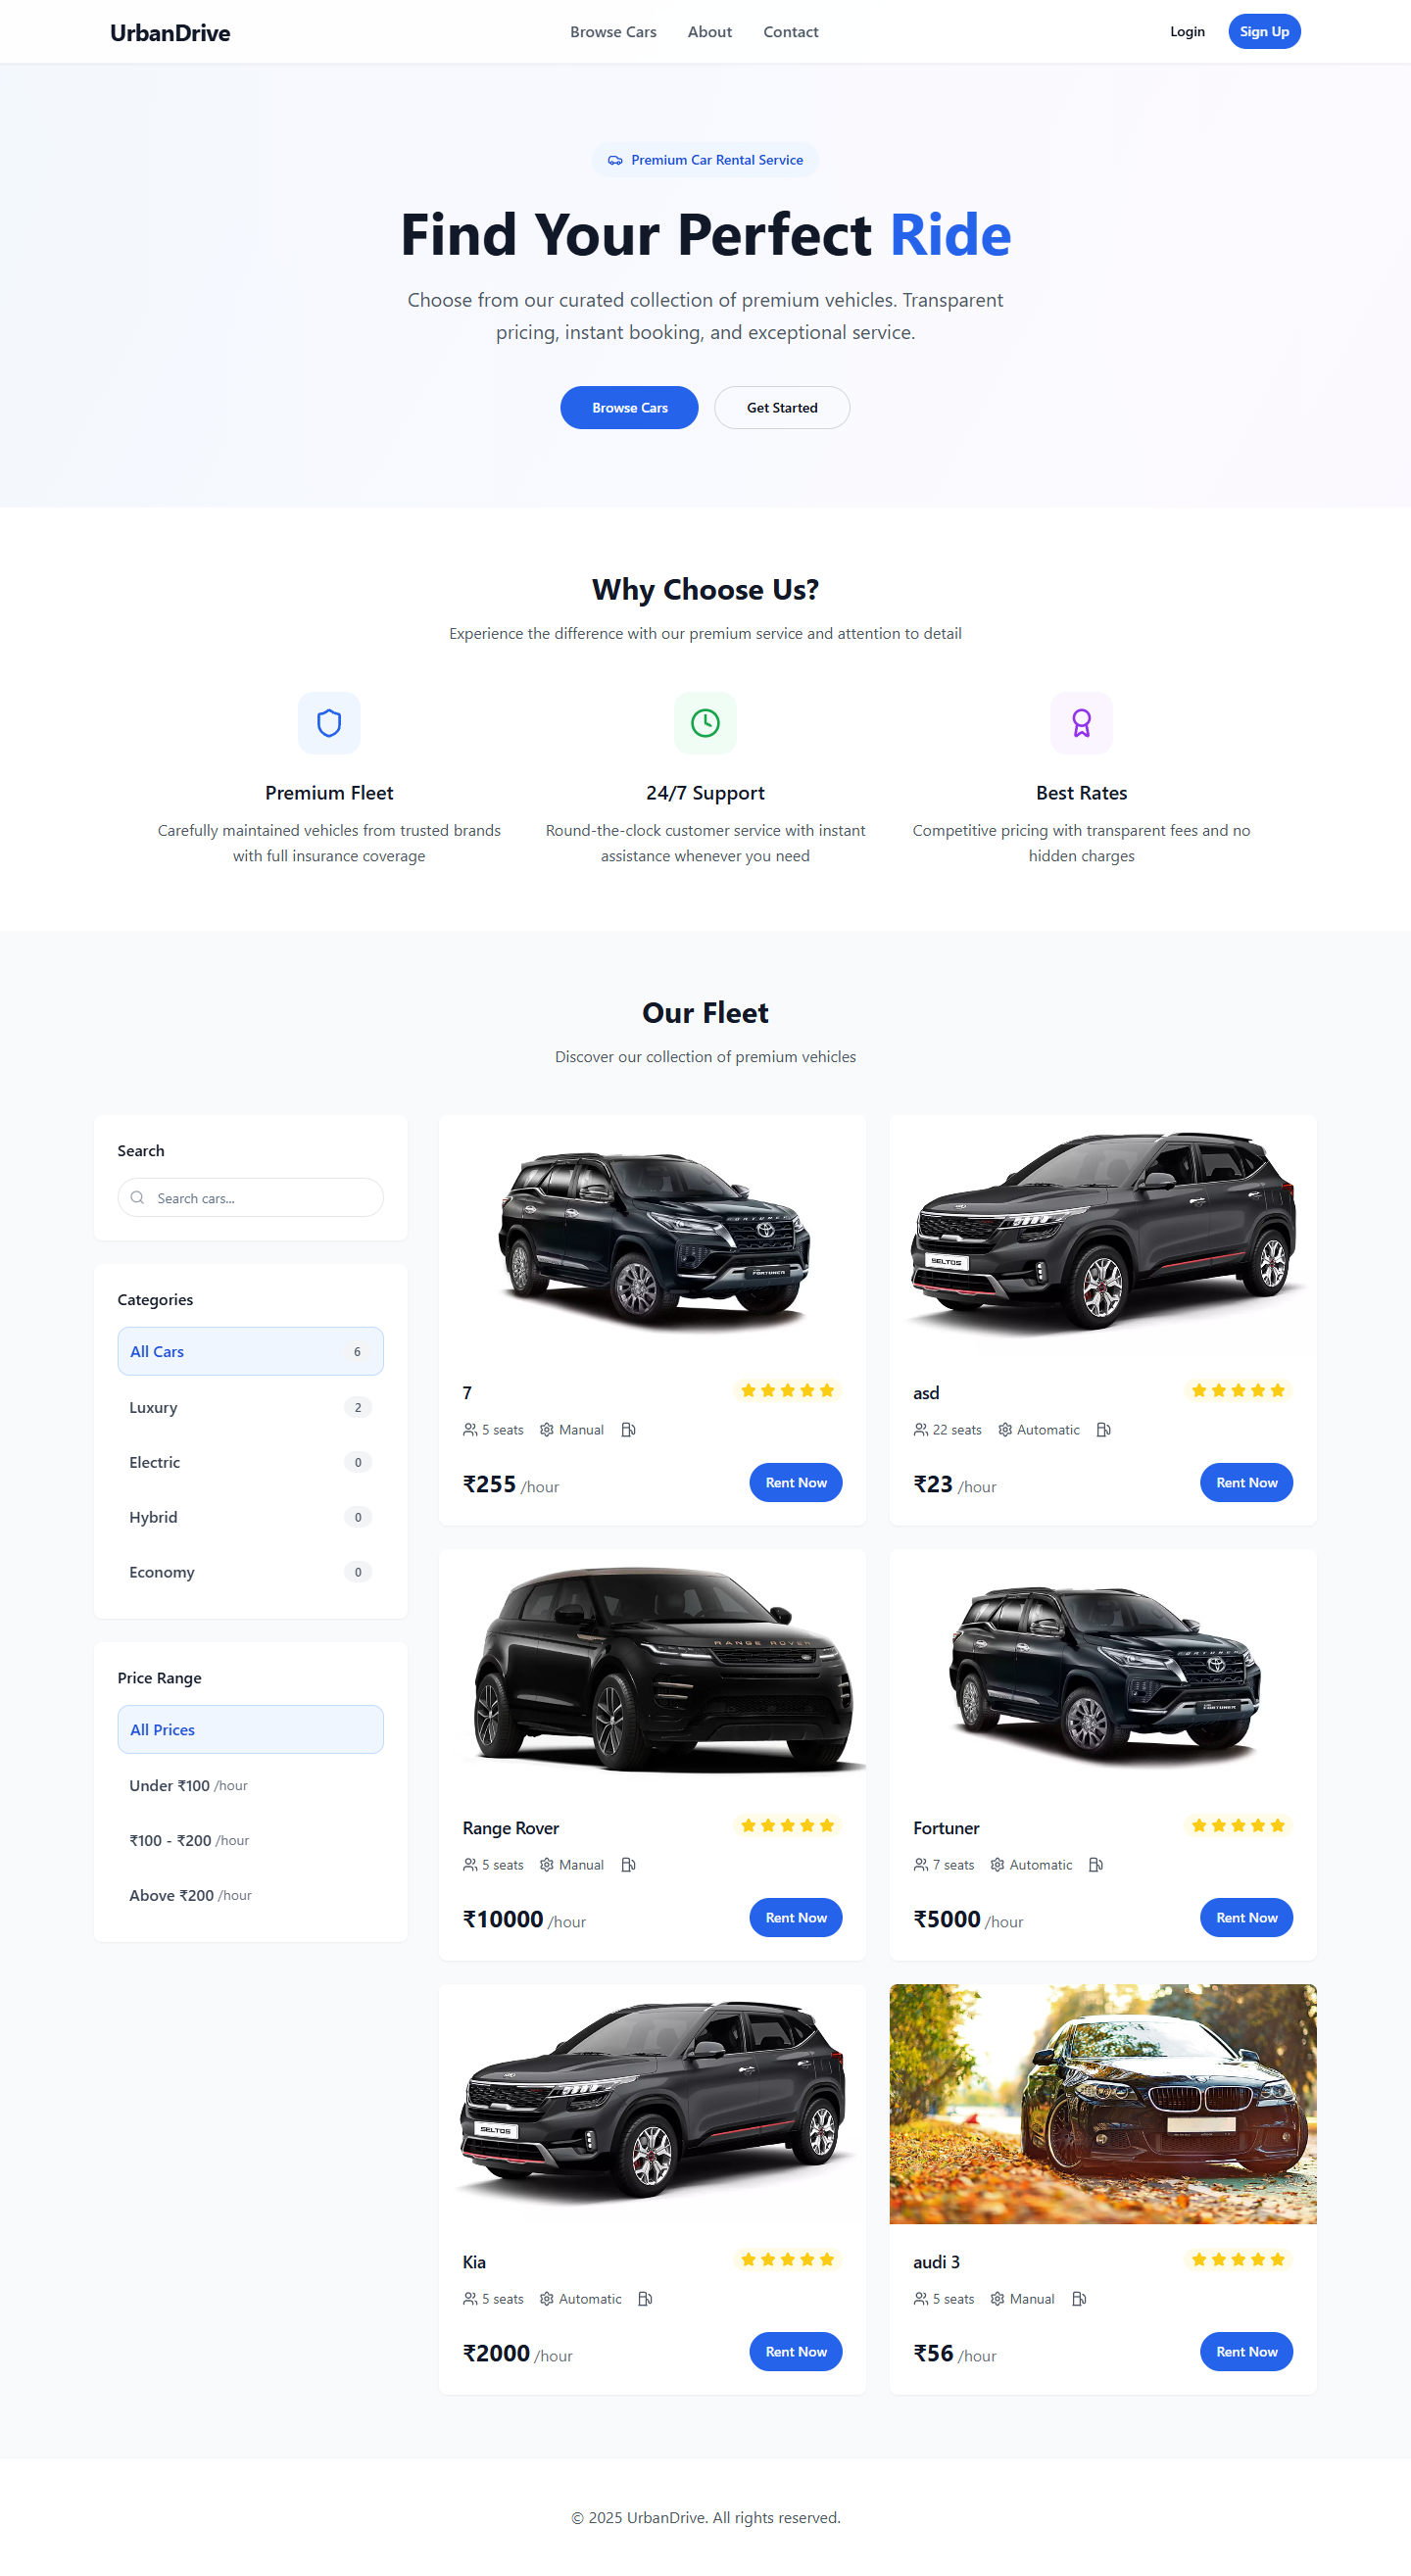 UrbanDrive
Browse Cars
About
Contact
Login
Sign Up
Premium Car Rental Service
Find Your Perfect Ride
Choose from our curated collection of premium vehicles. Transparent
pricing, instant booking, and exceptional service.
Browse Cars
Get Started
Why Choose Us?
Experience the difference with our premium service and attention to detail
Premium Fleet
Carefully maintained vehicles from trusted brands
with full insurance coverage
24/7 Support
Round-the-clock customer service with instant
assistance whenever you need
Best Rates
Competitive pricing with transparent fees and no
hidden charges
Our Fleet
Discover our collection of premium vehicles
Search
Search cars...
Categories
All Cars 6
Luxury 2
Electric 0
Hybrid 0
Economy 0
Price Range
All Prices
Under ₹100 /hour
₹100 - ₹200 /hour
Above ₹200 /hour
FORTUNER
FORTUNER
7
5 seats Manual
₹255 /hour
Rent Now
SELTOS
asd
22 seats Automatic
₹23 /hour
Rent Now
RANGE ROVER
Range Rover
5 seats Manual
₹10000 /hour
Rent Now
FORTUNER
FORTUNER
Fortuner
7 seats Automatic
₹5000 /hour
Rent Now
SELTOS
Kia
5 seats Automatic
₹2000 /hour
Rent Now
audi 3
5 seats Manual
₹56 /hour
Rent Now
© 2025 UrbanDrive. All rights reserved.